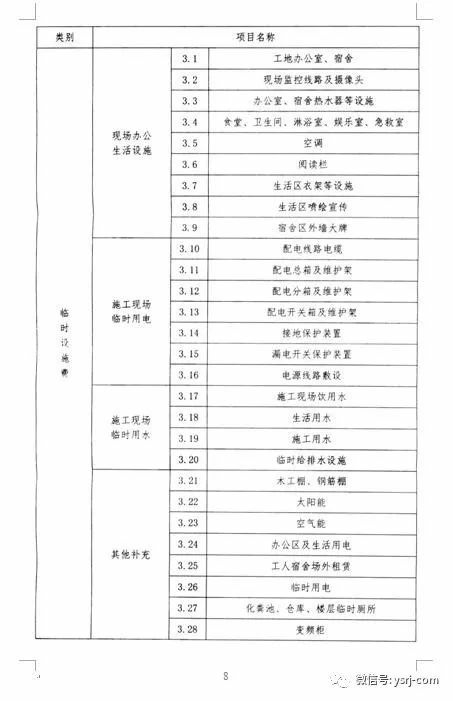 类别 项目名称
3.1 工地办公室、宿舍
3.2 现场监控线路及摄像头
3.3 办公室、宿舍热水器等设施
3.4 食堂、卫生间、淋浴室、娱乐室、急救室
现场办公
生活设施
3.5 空调
3.6 阅读栏
3.7 生活区衣架等设施
3.8 生活区喷绘宣传
3.9 宿舍区外墙大牌
3.10 配电线路电缆
3.11 配电总箱及维护架
3.12 配电分箱及维护架
施工现场
临时用电
3.13 配电开关箱及维护架
临时设施费
3.14 接地保护装置
3.15 漏电开关保护装置
3.16 电源线路敷设
3.17 施工现场饮用水
3.18 生活用水
施工现场
临时用水
3.19 施工用水
3.20 临时给排水设施
3.21 木工棚、钢筋棚
3.22 太阳能
3.23 空气能
3.24 办公区及生活用电
其他补充
3.25 工人宿舍场外租赁
3.26 临时用电
3.27 化粪池、仓库、楼层临时厕所
3.28 变频柜
8
微信号: ysrj-com